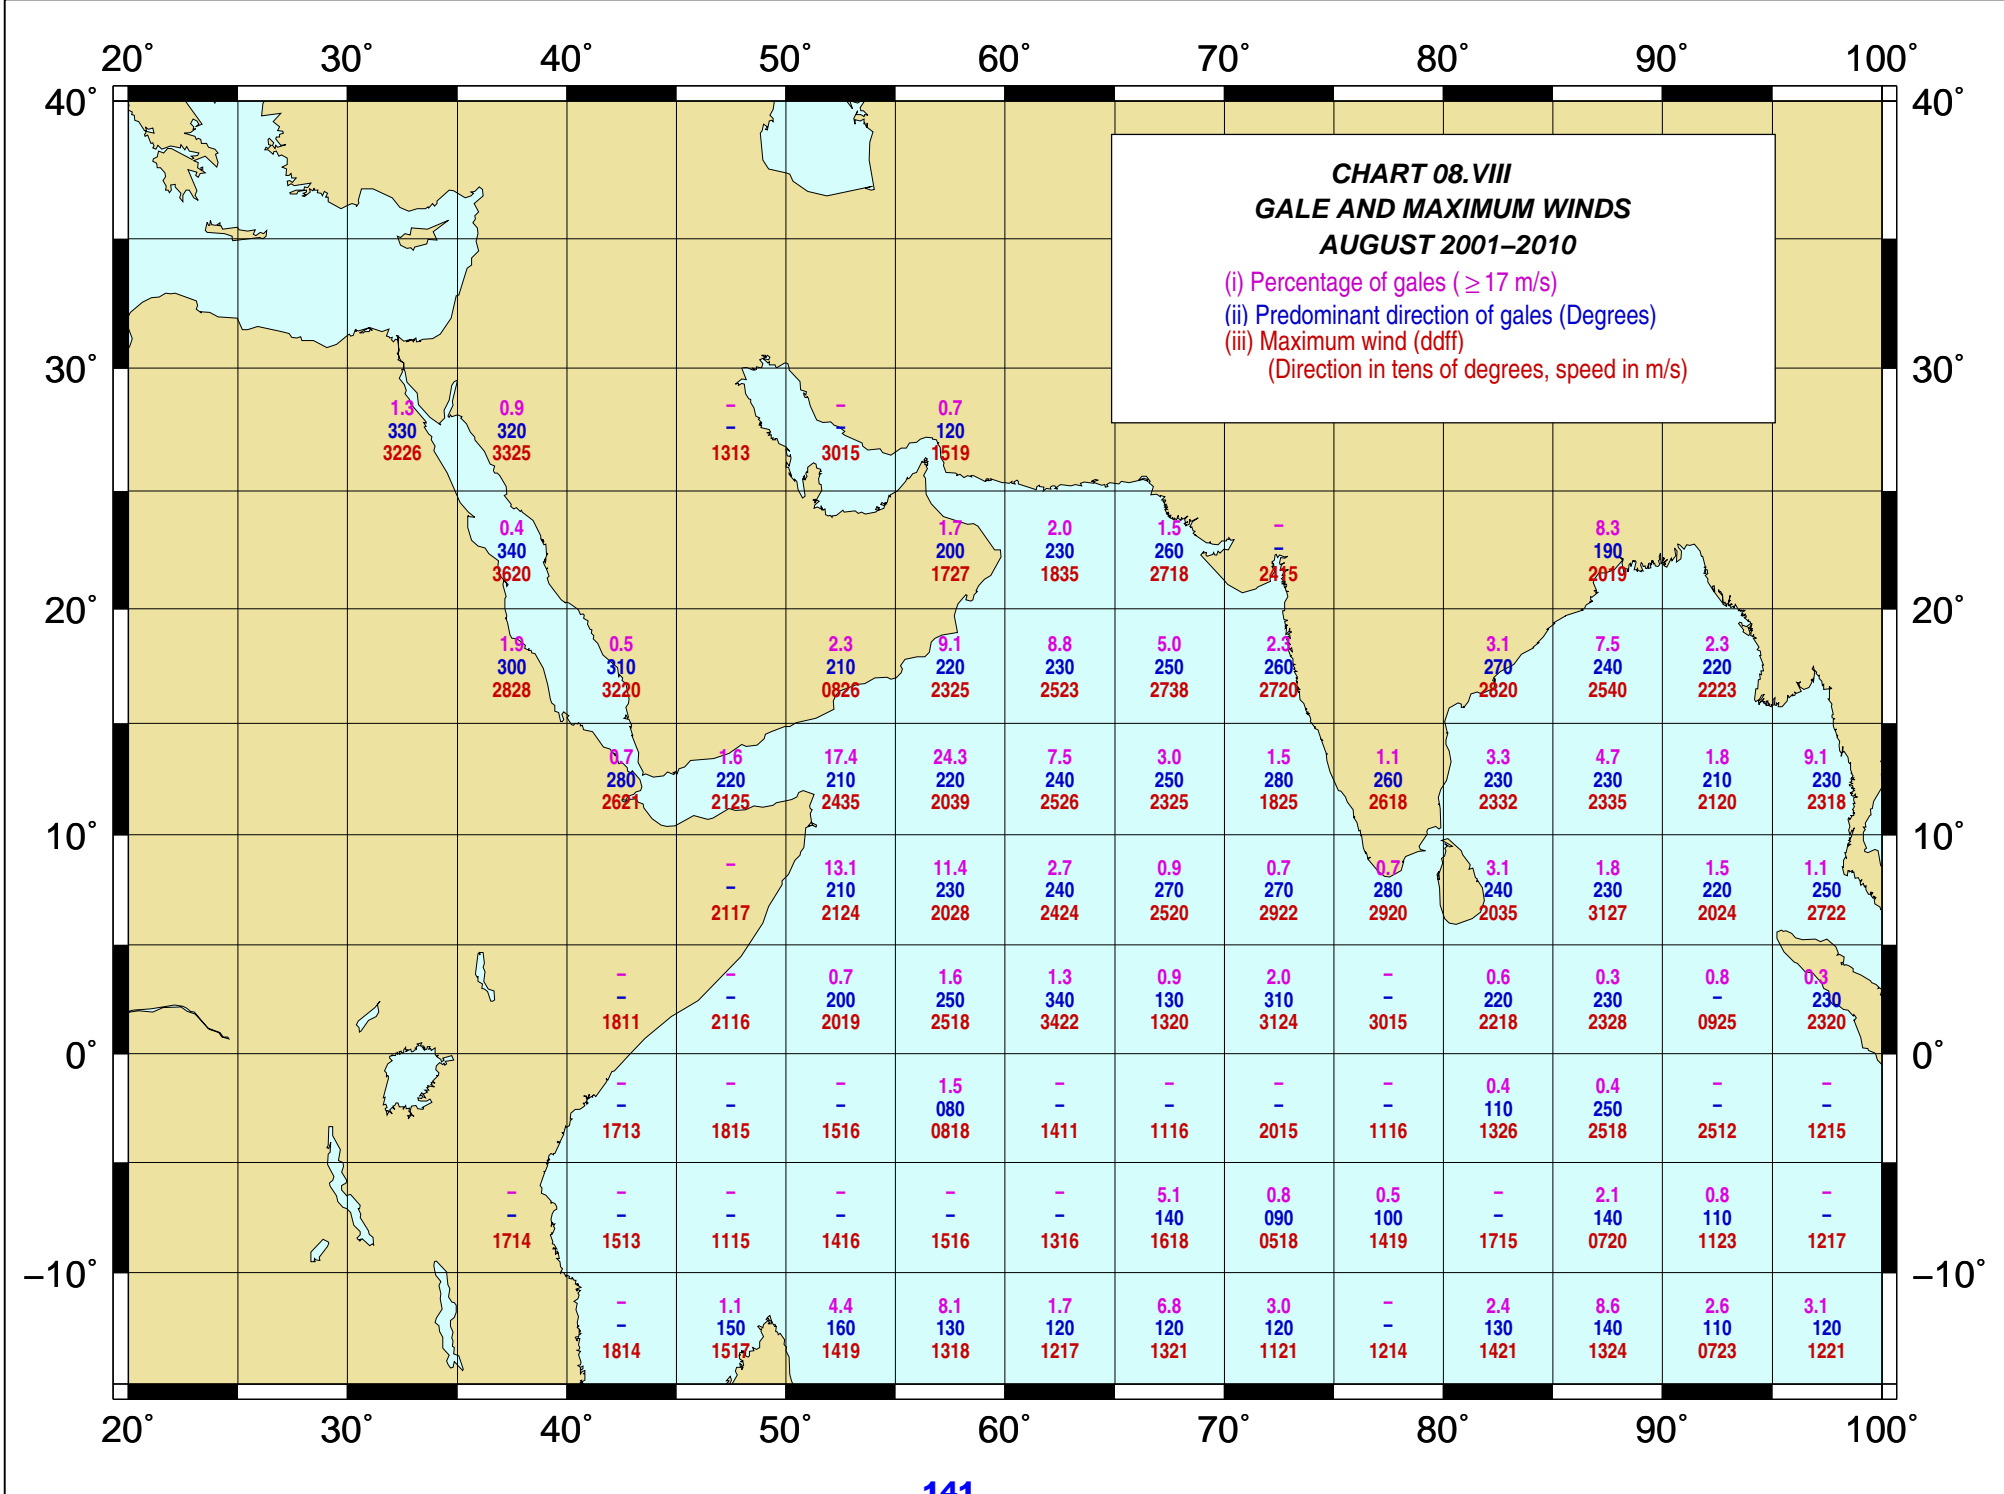 20° 30° 40° 50° 60° 70° 80° 90° 100°
40° 40°
CHART 08.VIII
GALE AND MAXIMUM WINDS
AUGUST 2001–2010
(i) Percentage of gales ( ≥ 17 m/s)
(ii) Predominant direction of gales (Degrees)
(iii) Maximum wind (ddff)
(Direction in tens of degrees, speed in m/s)
30° 30°
1.3 0.9 – – 0.7
330 320 – – 120
3226 3325 1313 3015 1519
0.4 1.7 2.0 1.5 – 8.3
340 200 230 260 – 190
3620 1727 1835 2718 2415 2019
20° 20°
1.9 0.5 2.3 9.1 8.8 5.0 2.3 3.1 7.5 2.3
300 310 210 220 230 250 260 270 240 220
2828 3220 0826 2325 2523 2738 2720 2820 2540 2223
0.7 1.6 17.4 24.3 7.5 3.0 1.5 1.1 3.3 4.7 1.8 9.1
280 220 210 220 240 250 280 260 230 230 210 230
2621 2125 2435 2039 2526 2325 1825 2618 2332 2335 2120 2318
10° 10°
– 13.1 11.4 2.7 0.9 0.7 0.7 3.1 1.8 1.5 1.1
– 210 230 240 270 270 280 240 230 220 250
2117 2124 2028 2424 2520 2922 2920 2035 3127 2024 2722
– – 0.7 1.6 1.3 0.9 2.0 – 0.6 0.3 0.8 0.3
– – 200 250 340 130 310 – 220 230 – 230
1811 2116 2019 2518 3422 1320 3124 3015 2218 2328 0925 2320
0° 0°
– – – 1.5 – – – – 0.4 0.4 – –
– – – 080 – – – – 110 250 – –
1713 1815 1516 0818 1411 1116 2015 1116 1326 2518 2512 1215
– – – – – – 5.1 0.8 0.5 – 2.1 0.8 –
– – – – – – 140 090 100 – 140 110 –
1714 1513 1115 1416 1516 1316 1618 0518 1419 1715 0720 1123 1217
–10° –10°
– 1.1 4.4 8.1 1.7 6.8 3.0 – 2.4 8.6 2.6 3.1
– 150 160 130 120 120 120 – 130 140 110 120
1814 1517 1419 1318 1217 1321 1121 1214 1421 1324 0723 1221
20° 30° 40° 50° 60° 70° 80° 90° 100°
141